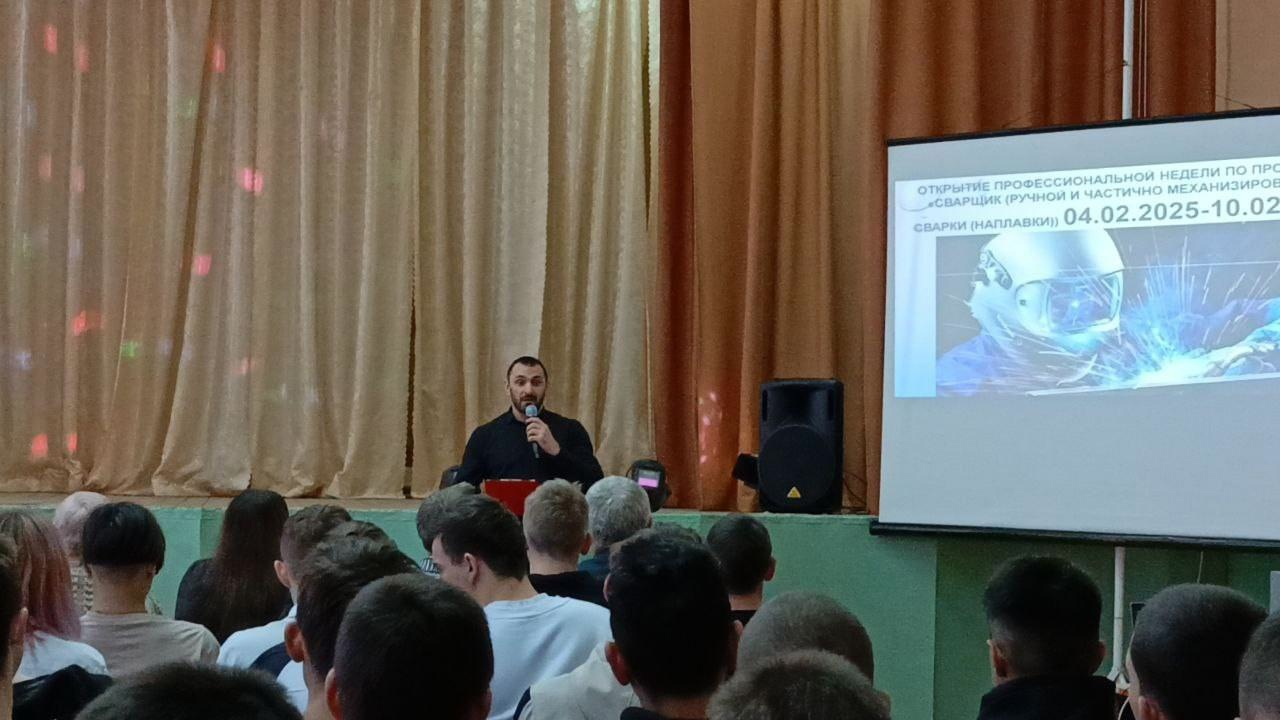 ОТКРЫТИЕ ПРОФЕССИОНАЛЬНОЙ НЕДЕЛИ ПО ПРО
«СВАРЩИК (РУЧНОЙ И ЧАСТИЧНО МЕХАНИЗИРОВ
СВАРКИ (НАПЛАВКИ)) 04.02.2025-10.02